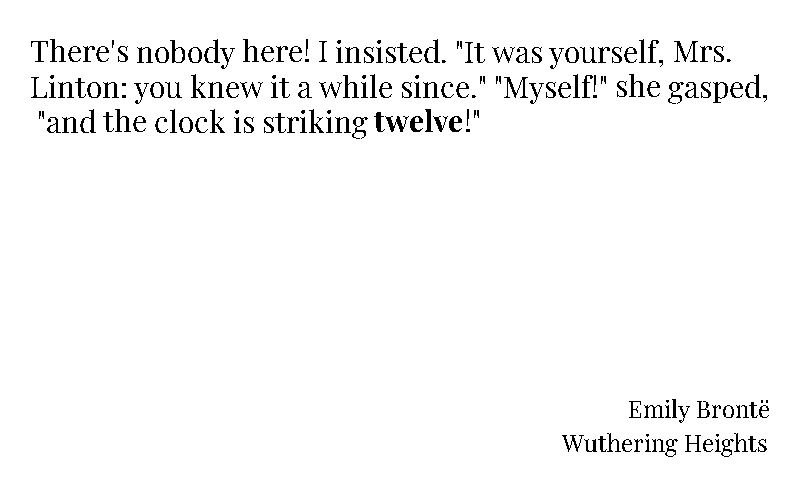 There's nobody here! I insisted. "It was yourself, Mrs.
Linton: you knew it a while since." "Myself!" she gasped,
"and the clock is striking twelve!"
Emily Brontë
Wuthering Heights